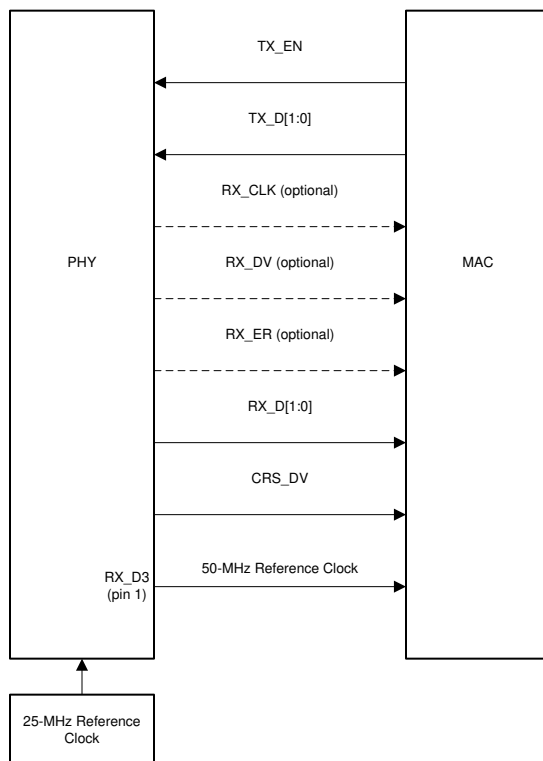 TX_EN
TX_D[1:0]
RX_CLK (optional)
PHY
RX_DV (optional)
MAC
RX_ER (optional)
RX_D[1:0]
CRS_DV
RX_D3
(pin 1)
50-MHz Reference Clock
25-MHz Reference
Clock